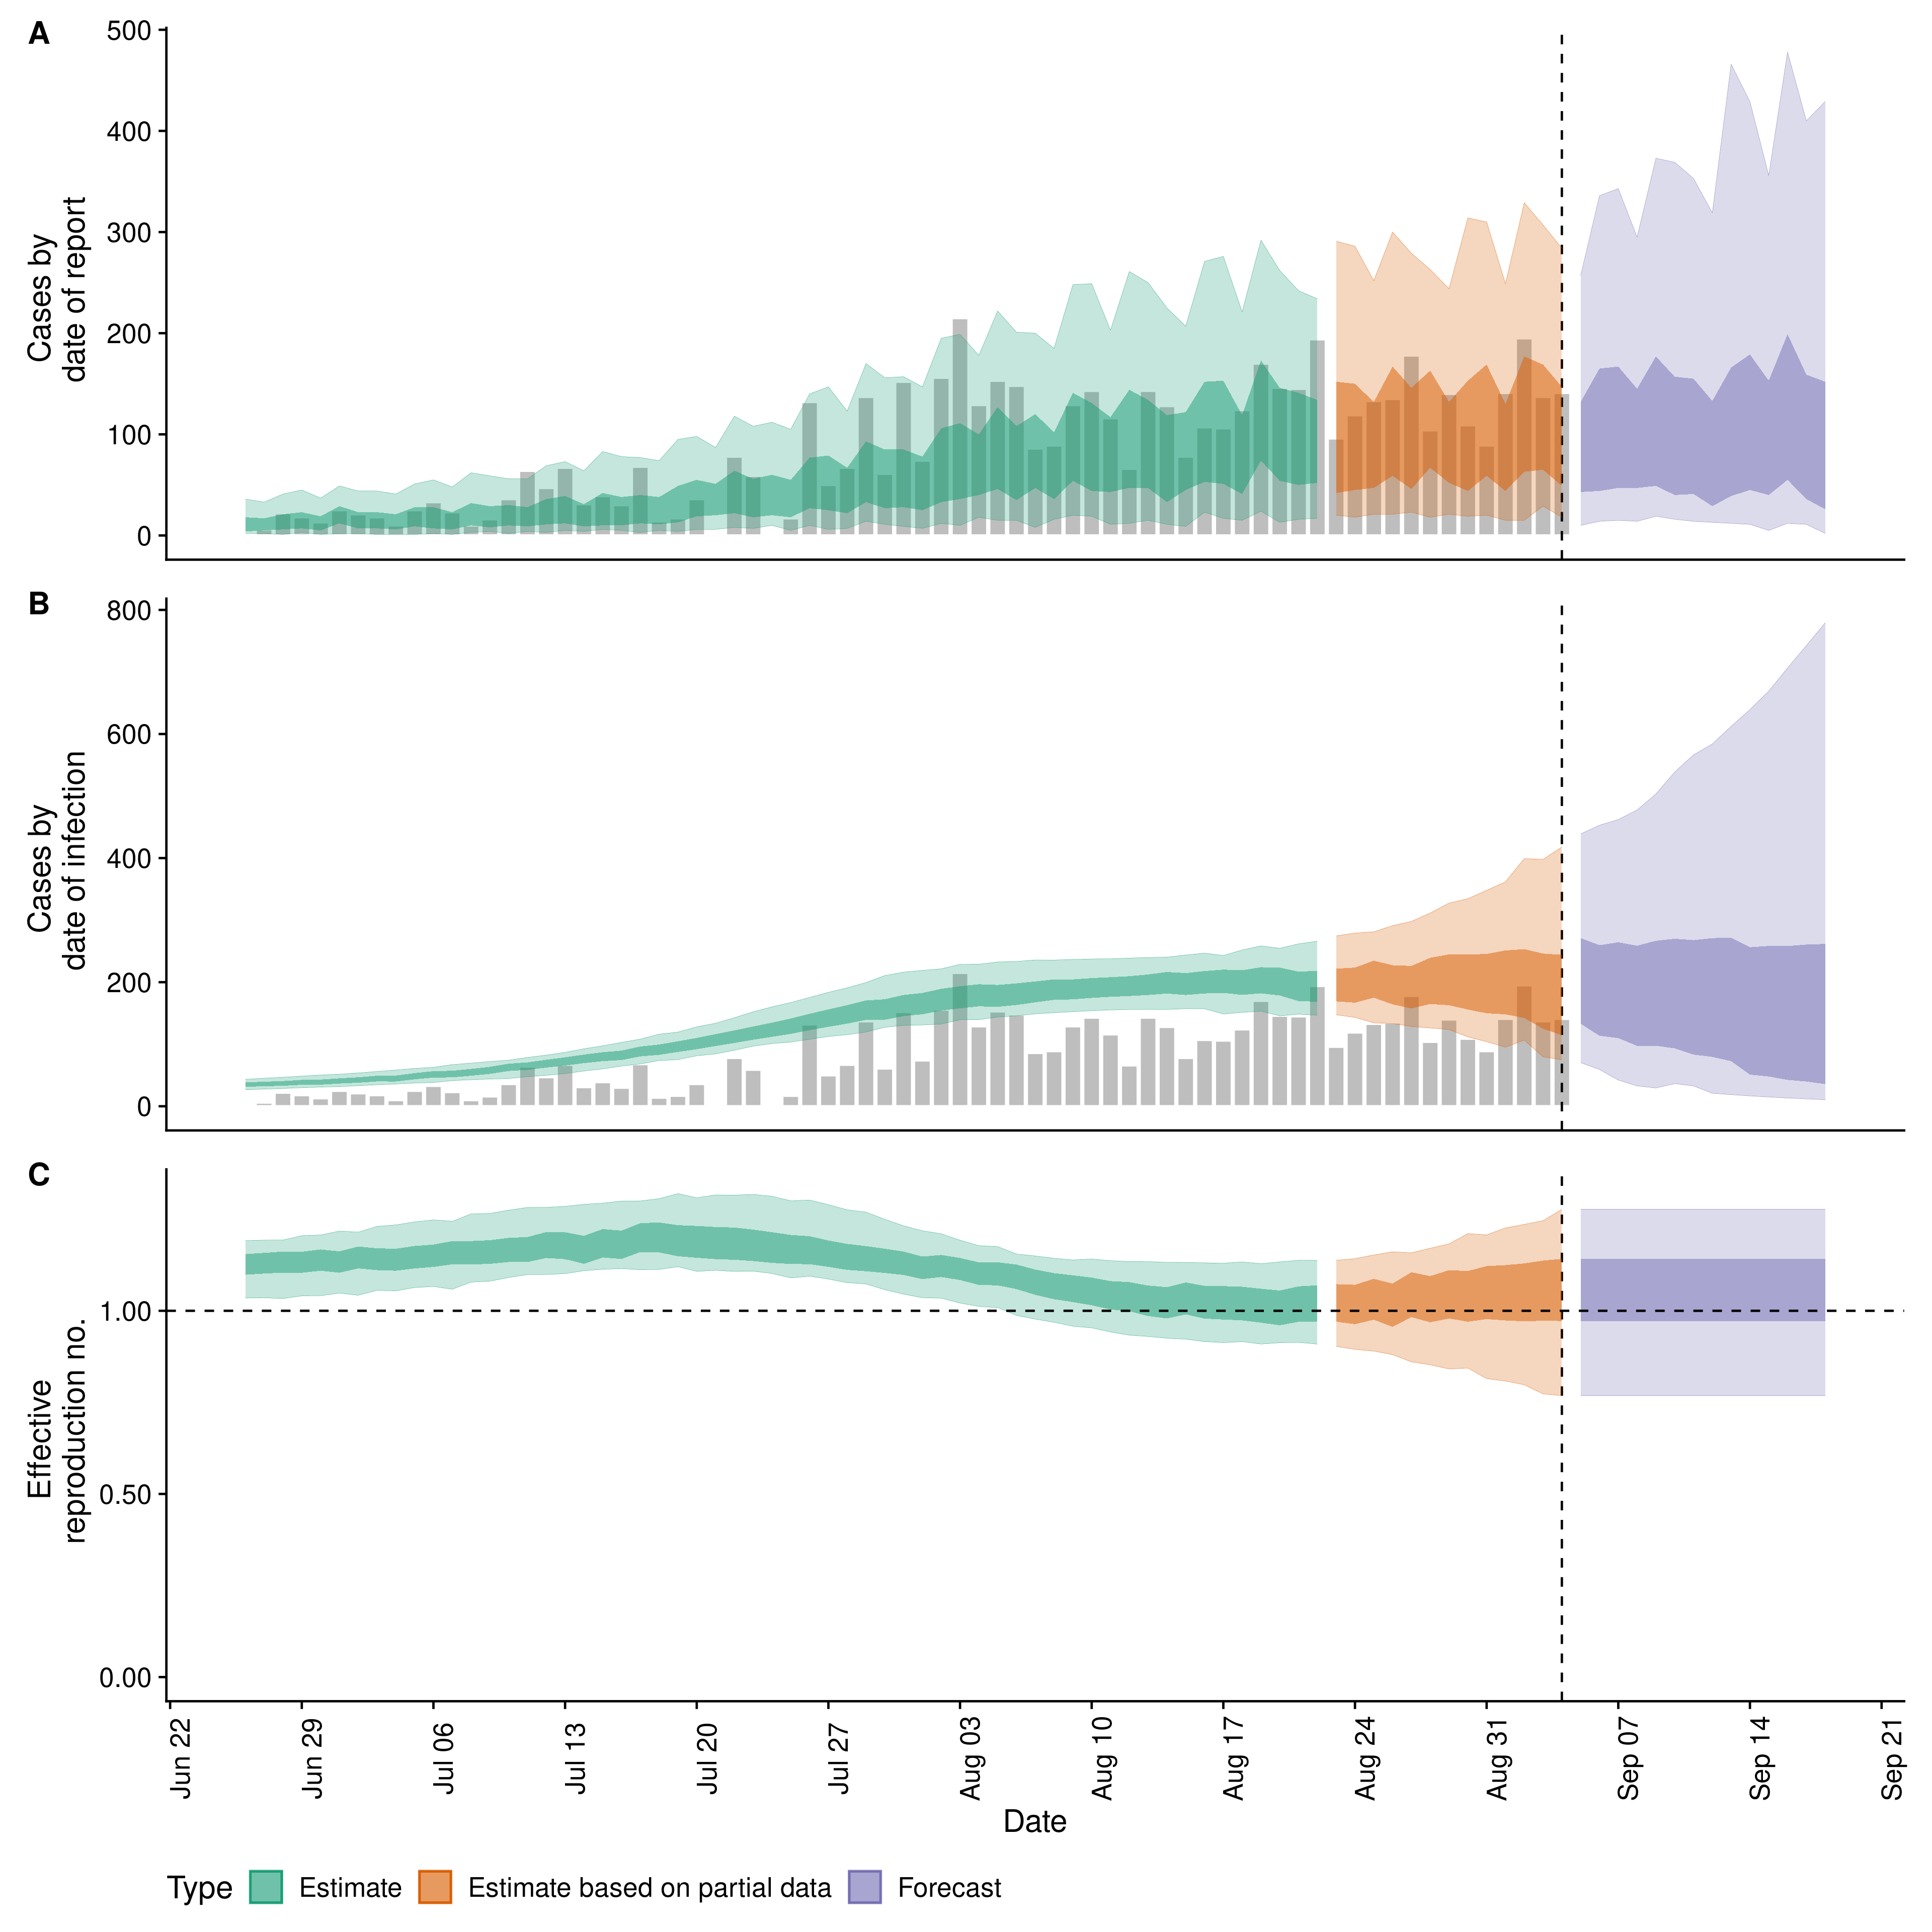 A
500
400
300
200
100
0
Cases by
date of report
B
800
600
400
200
0
Cases by
date of infection
C
1.00
0.50
0.00
Effective
reproduction no.
Jun 22
Jun 29
Jul 06
Jul 13
Jul 20
Jul 27
Aug 03
Aug 10
Aug 17
Aug 24
Aug 31
Sep 07
Sep 14
Sep 21
Date
Type Estimate Estimate based on partial data Forecast